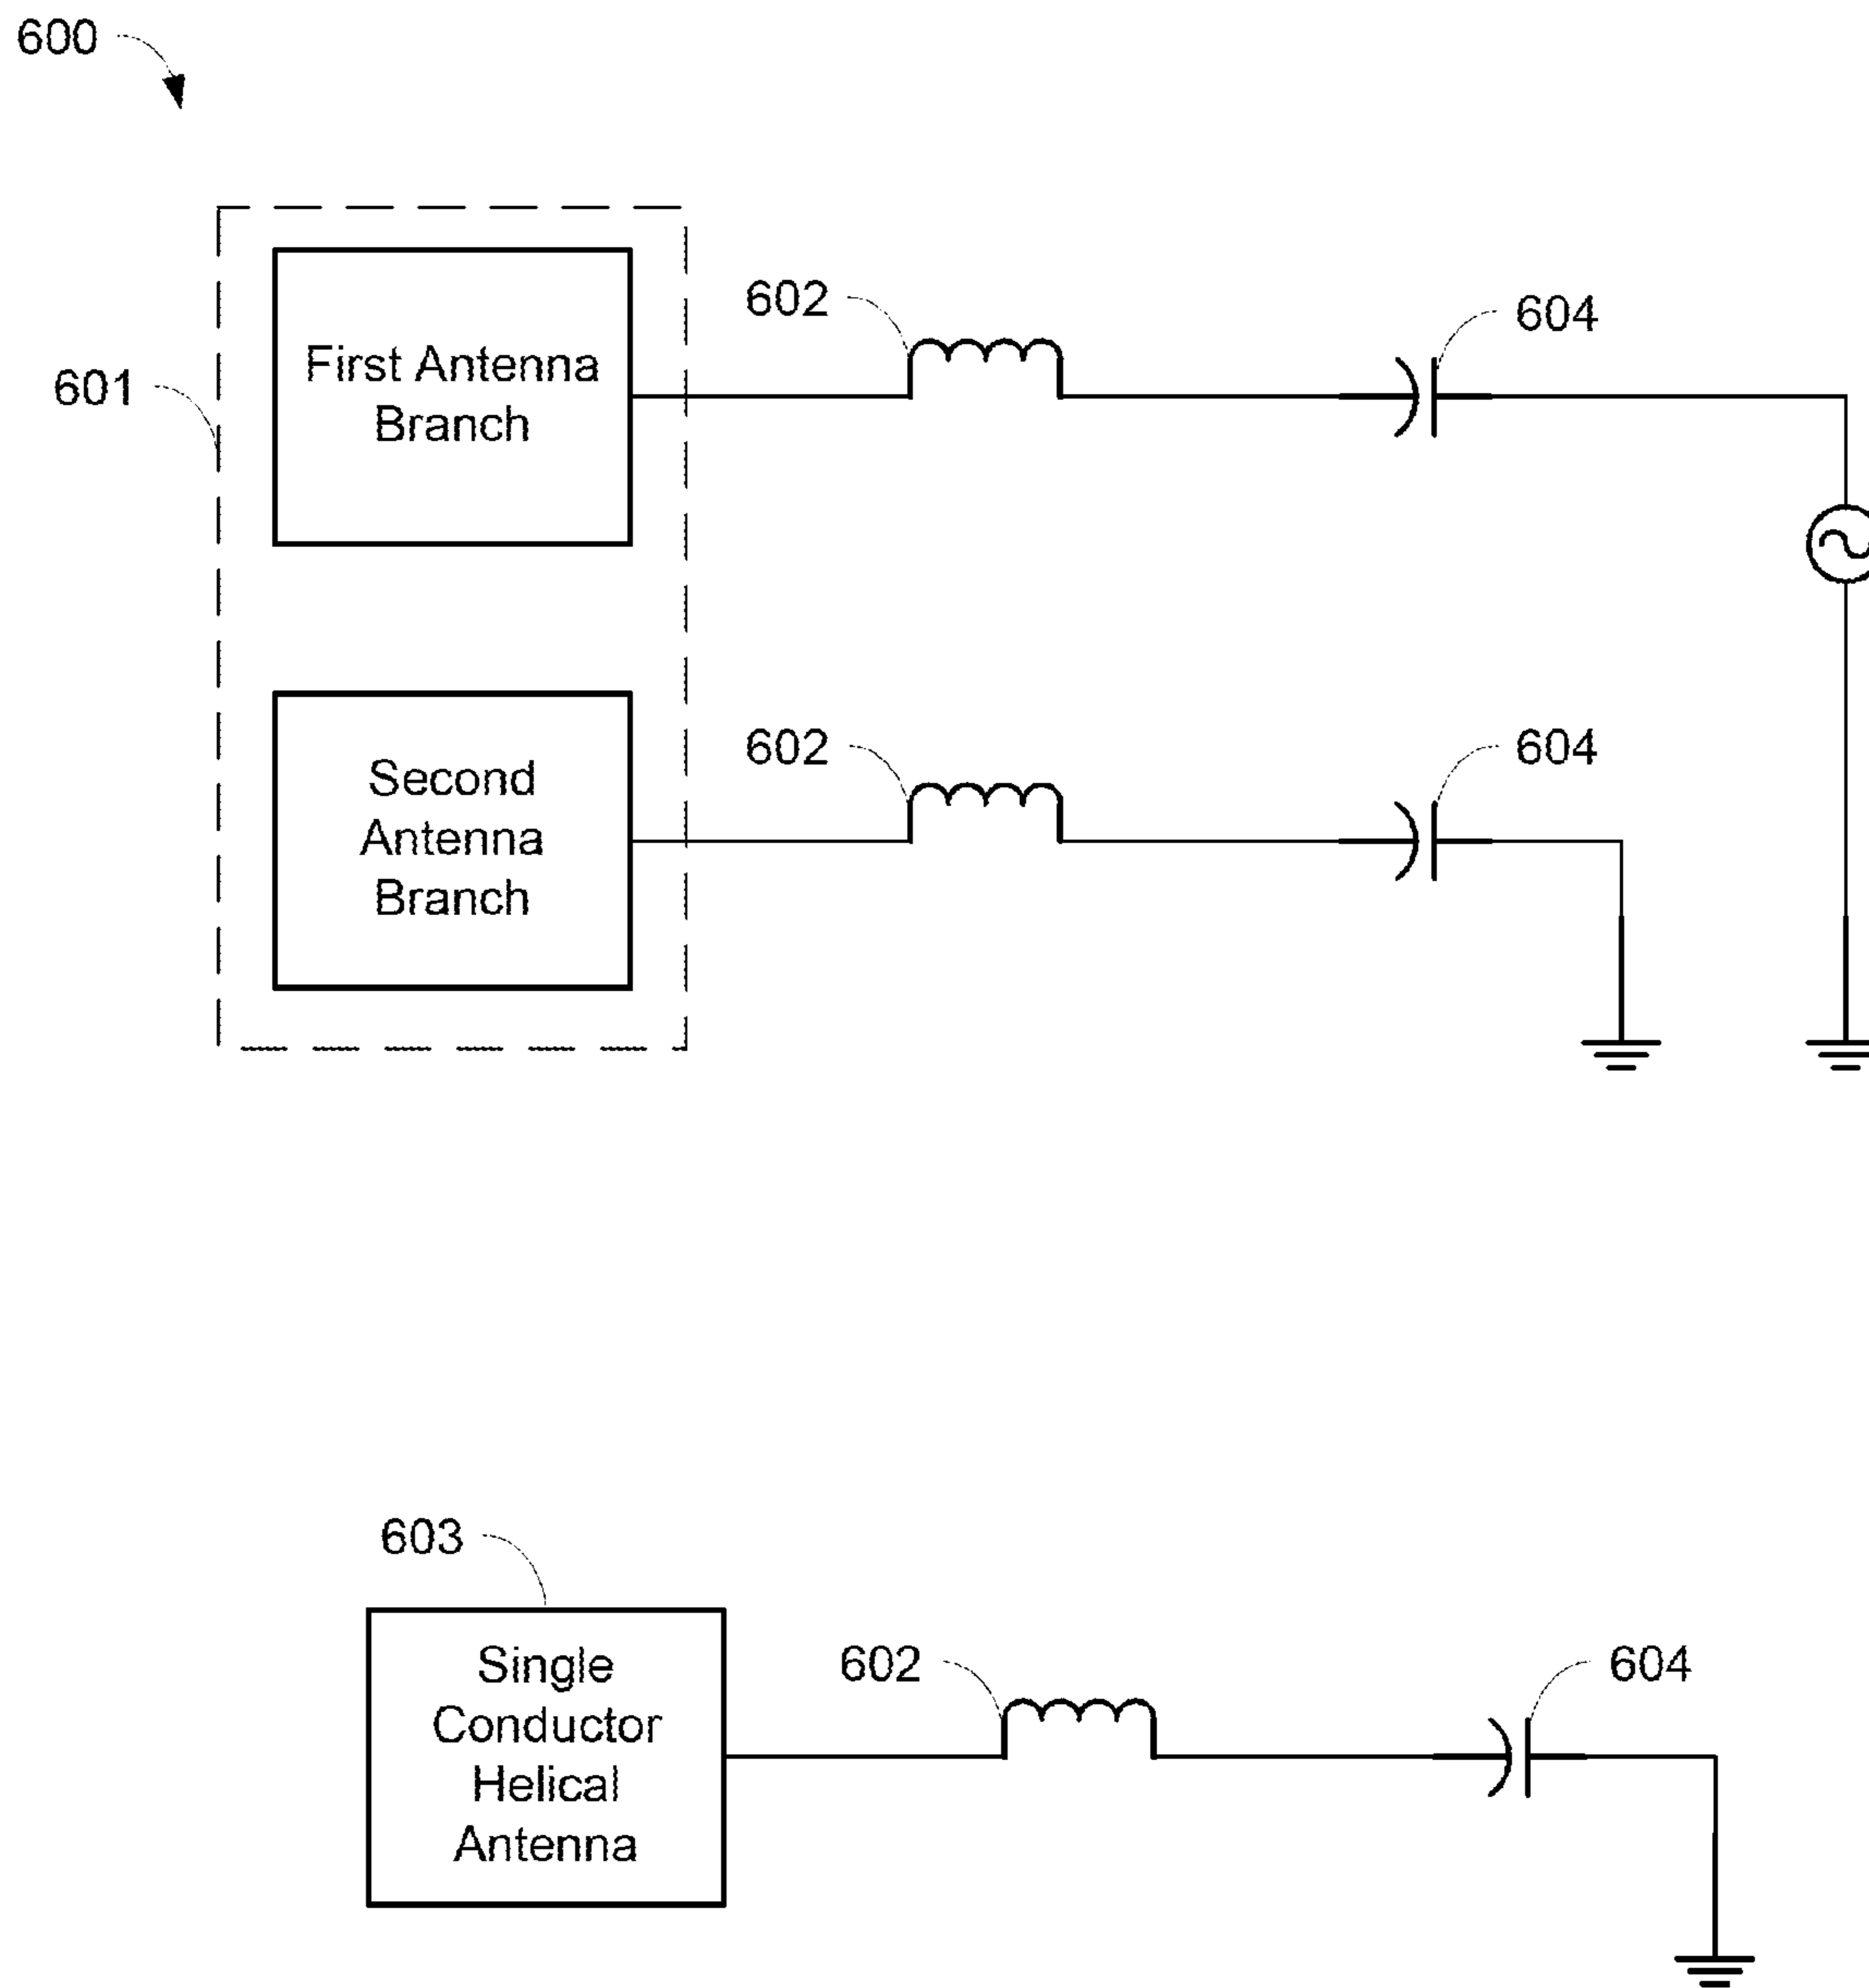 600
601
First Antenna
Branch
602
604
Second
Antenna
Branch
602
604
603
Single
Conductor
Helical
Antenna
602
604